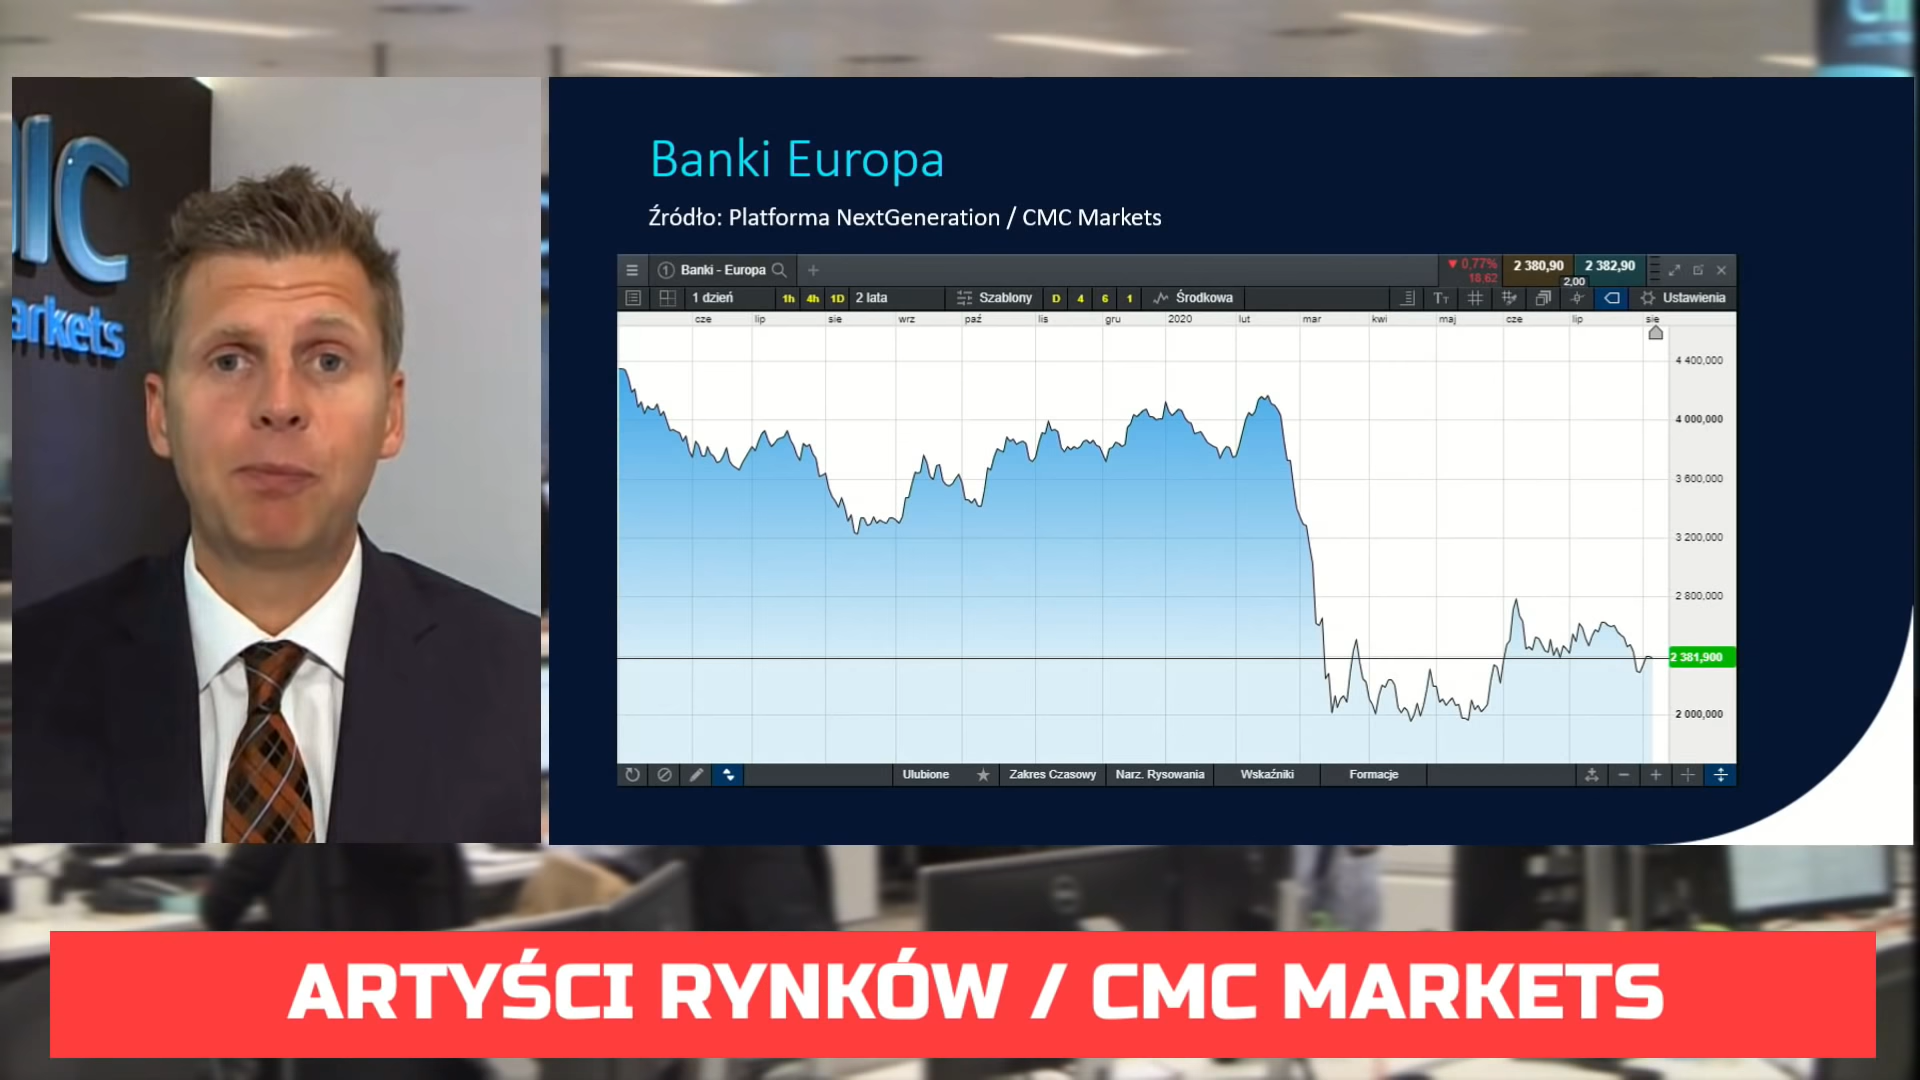 MC
arkets
Banki Europa
Źródło: Platforma NextGeneration / CMC Markets
1 Banki - Europa
0,77%
18,62
2 380,90
2 382,90
2,00
1 dzień
1h 4h 1D 2 lata
Szablony
D 4 6 1
Środkowa
Ustawienia
cze lip sie wrz paź lis gru 2020 lut mar kwi maj cze lip sie
4 400,000
4 000,000
3 600,000
3 200,000
2 800,000
2 381,900
2 000,000
Ulubione
Zakres Czasowy
Narz. Rysowania
Wskaźniki
Formacje
ARTYŚCI RYNKÓW / CMC MARKETS